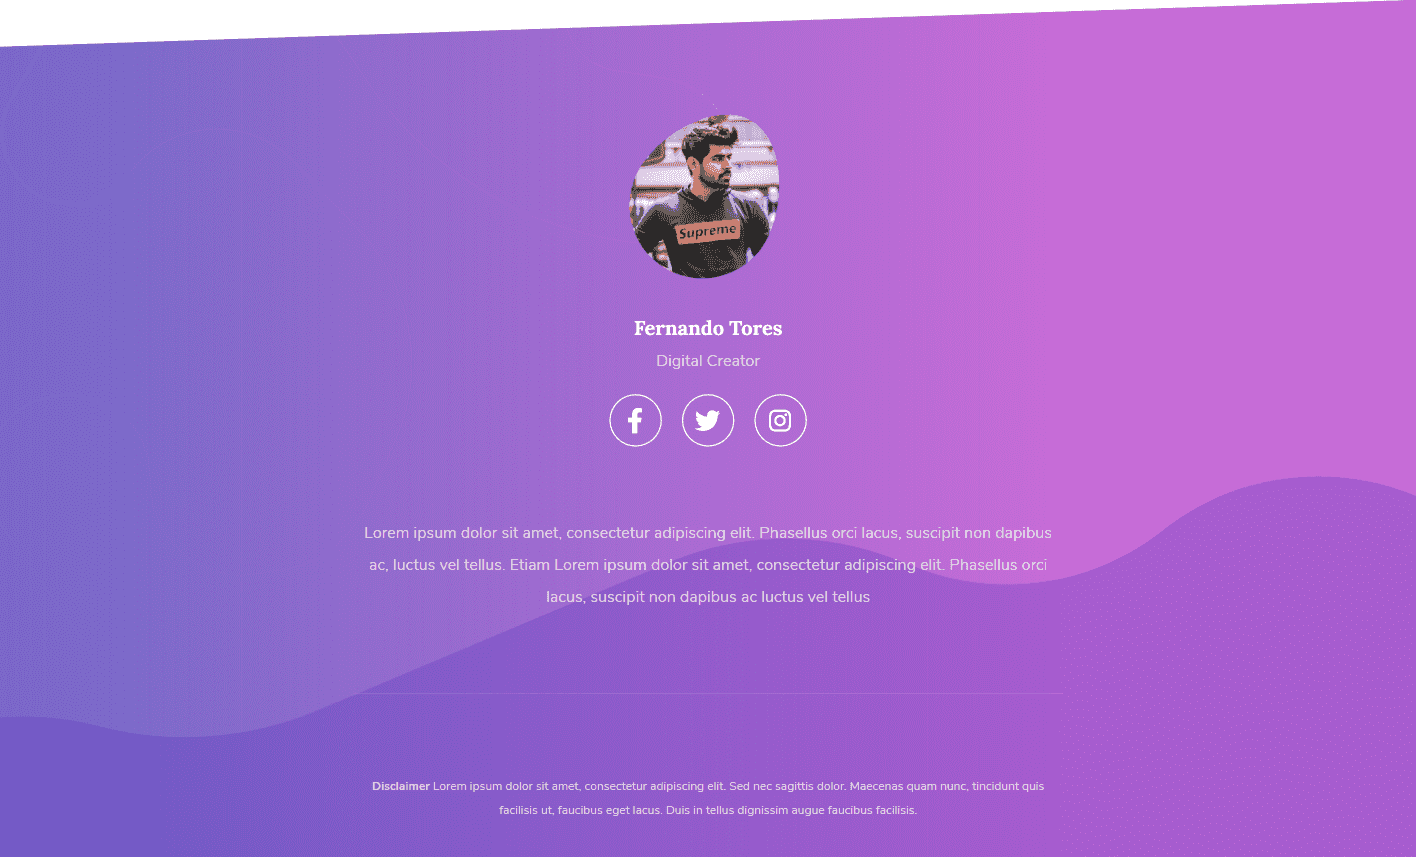 Supreme
Fernando Tores
Digital Creator
Lorem ipsum dolor sit amet, consectetur adipiscing elit. Phasellus orci lacus, suscipit non dapibus
ac, luctus vel tellus. Etiam Lorem ipsum dolor sit amet, consectetur adipiscing elit. Phasellus orci
lacus, suscipit non dapibus ac luctus vel tellus
Disclaimer Lorem ipsum dolor sit amet, consectetur adipiscing elit. Sed nec sagittis dolor. Maecenas quam nunc, tincidunt quis
facilisis ut, faucibus eget lacus. Duis in tellus dignissim augue faucibus facilisis.